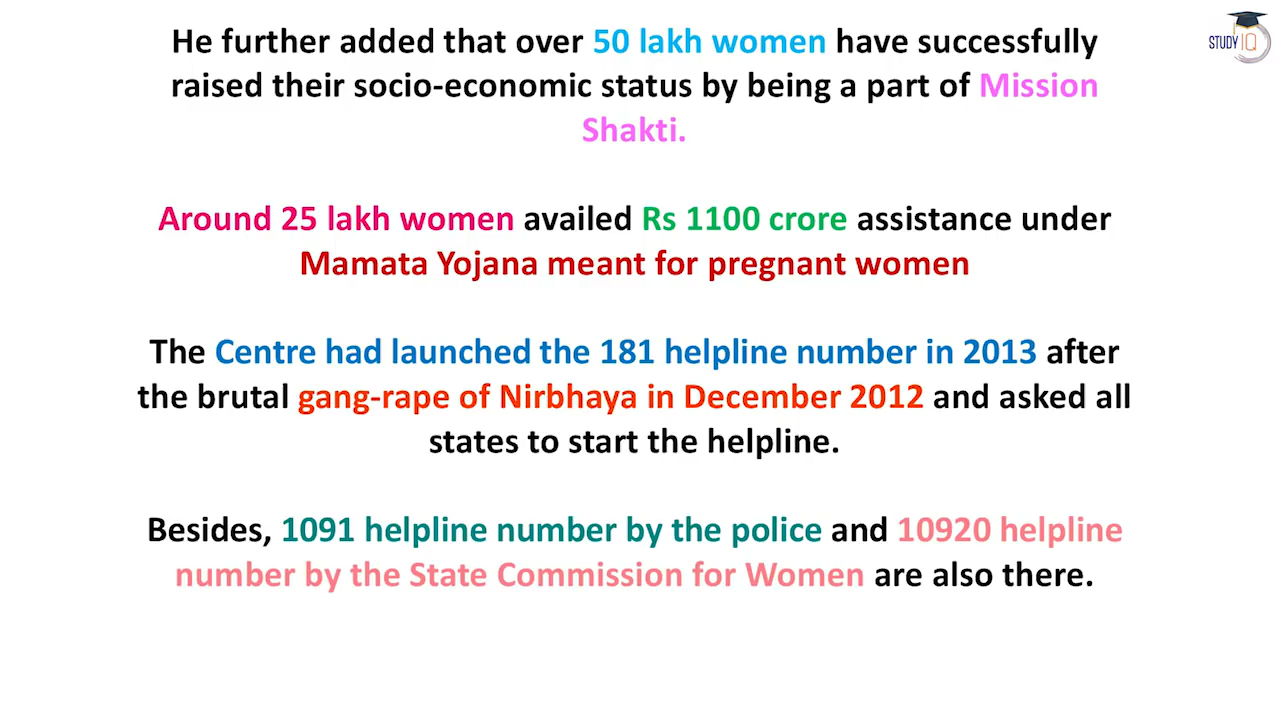 He further added that over 50 lakh women have successfully
raised their socio-economic status by being a part of Mission
Shakti.
Around 25 lakh women availed Rs 1100 crore assistance under
Mamata Yojana meant for pregnant women
The Centre had launched the 181 helpline number in 2013 after
the brutal gang-rape of Nirbhaya in December 2012 and asked all
states to start the helpline.
Besides, 1091 helpline number by the police and 10920 helpline
number by the State Commission for Women are also there.
STUDY IQ